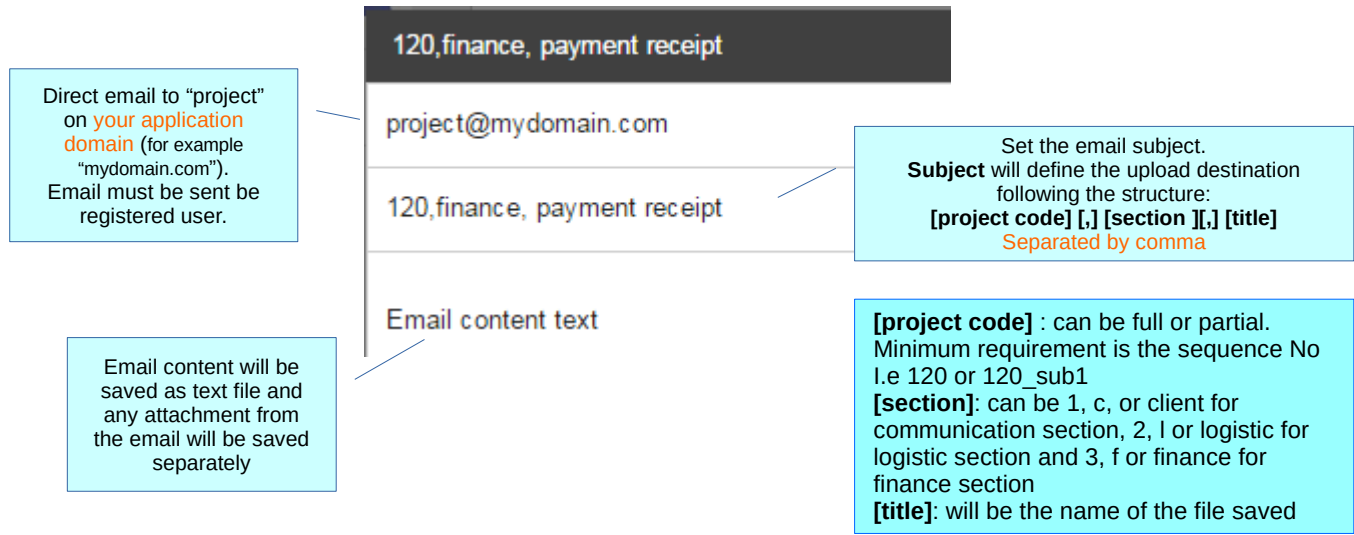 120,finance, payment receipt
Direct email to “project”
on your application
domain (for example
“mydomain.com”).
Email must be sent be
registered user.
project@mydomain.com
Set the email subject.
Subject will define the upload destination
following the structure:
[project code] [,] [section ][,] [title]
Separated by comma
120,finance, payment receipt
Email content text
Email content will be
saved as text file and
any attachment from
the email will be saved
separately
[project code] : can be full or partial.
Minimum requirement is the sequence No
I.e 120 or 120_sub1
[section]: can be 1, c, or client for
communication section, 2, l or logistic for
logistic section and 3, f or finance for
finance section
[title]: will be the name of the file saved